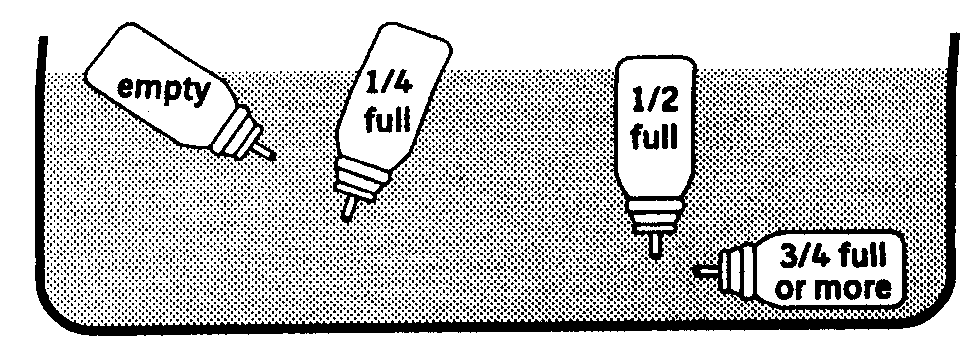 empty
1/4
full
1/2
full
3/4 full
or more